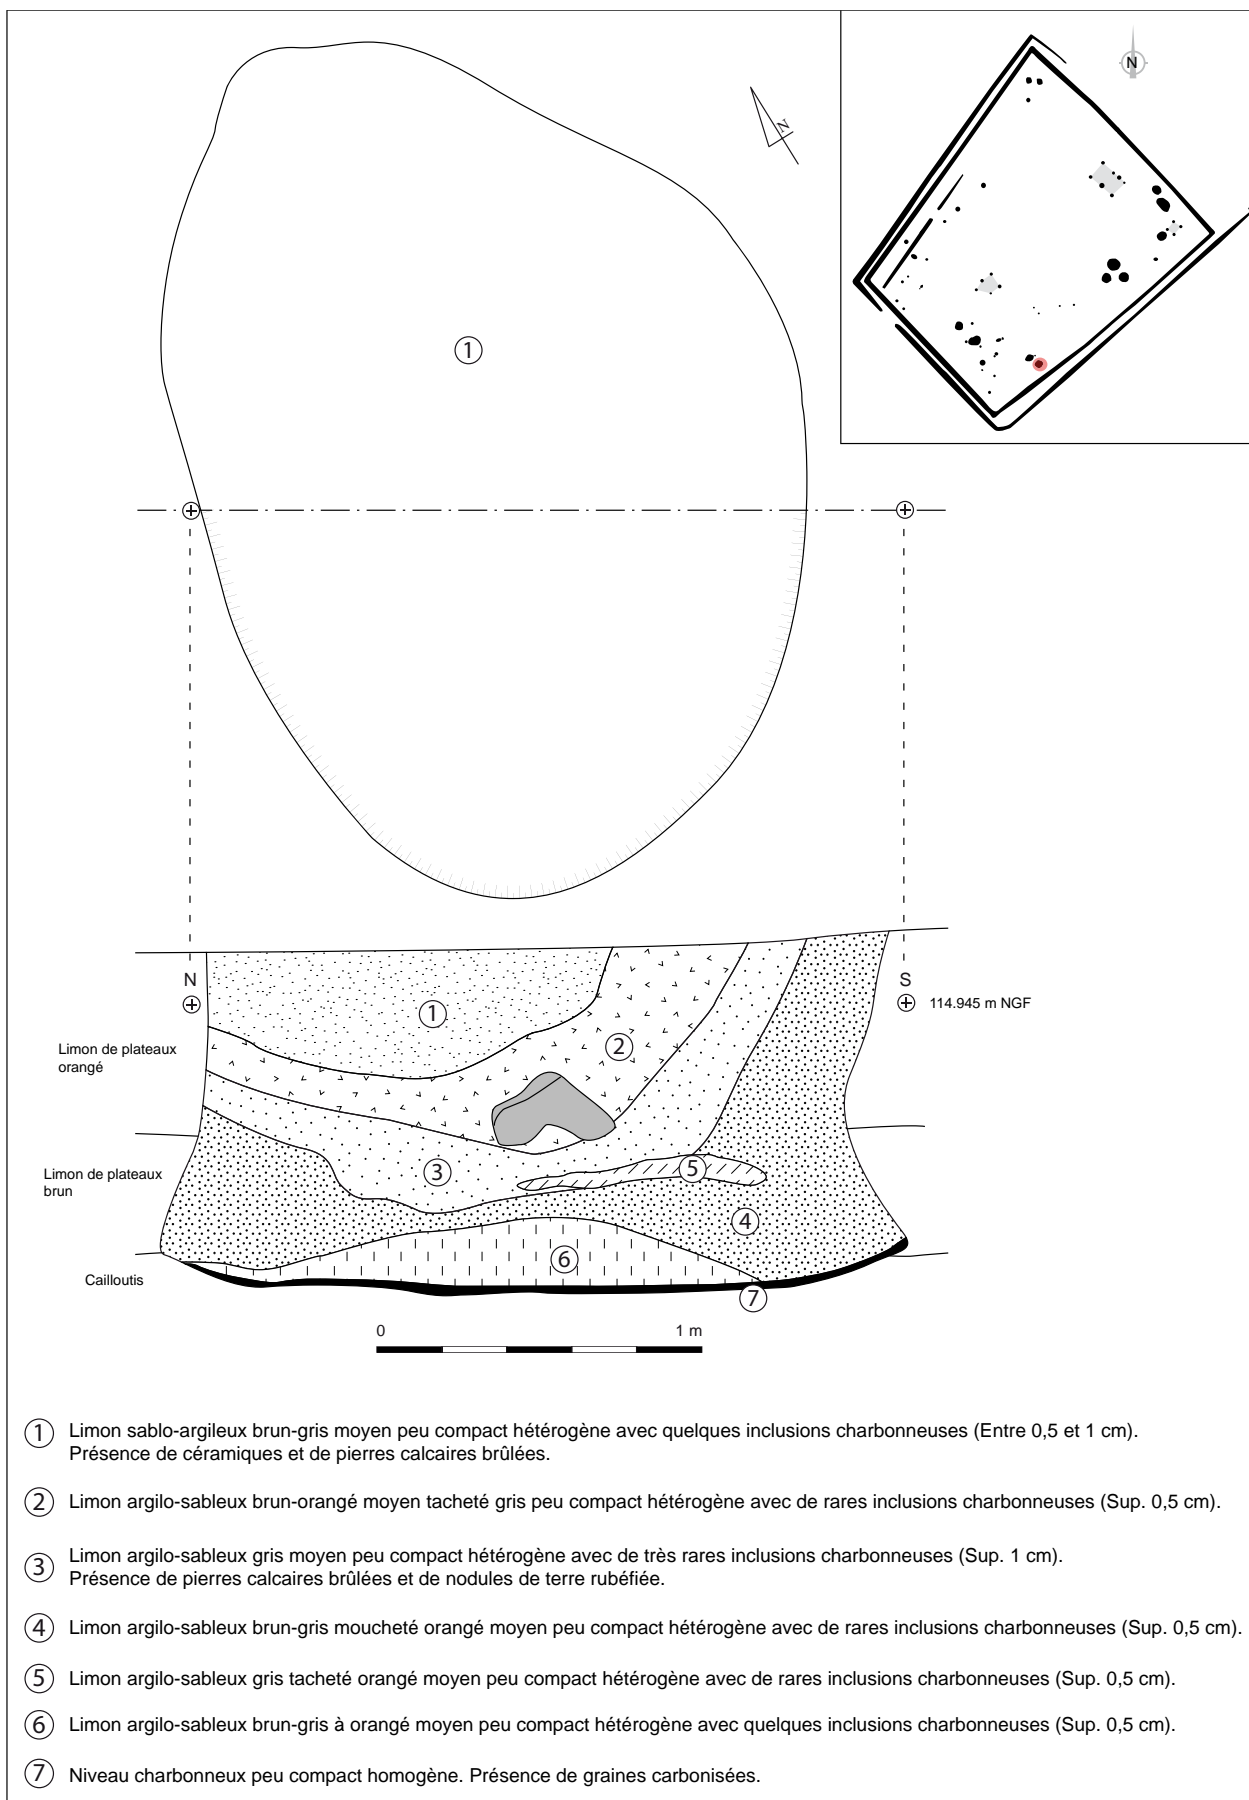 N
N
1
N
S
114.945 m NGF
1
2
Limon de plateaux
orangé
3
5
Limon de plateaux
brun
4
6
Cailloutis
7
0 1 m
1 Limon sablo-argileux brun-gris moyen peu compact hétérogène avec quelques inclusions charbonneuses (Entre 0,5 et 1 cm).
Présence de céramiques et de pierres calcaires brûlées.
2 Limon argilo-sableux brun-orangé moyen tacheté gris peu compact hétérogène avec de rares inclusions charbonneuses (Sup. 0,5 cm).
3 Limon argilo-sableux gris moyen peu compact hétérogène avec de très rares inclusions charbonneuses (Sup. 1 cm).
Présence de pierres calcaires brûlées et de nodules de terre rubéfiée.
4 Limon argilo-sableux brun-gris moucheté orangé moyen peu compact hétérogène avec de rares inclusions charbonneuses (Sup. 0,5 cm).
5 Limon argilo-sableux gris tacheté orangé moyen peu compact hétérogène avec de rares inclusions charbonneuses (Sup. 0,5 cm).
6 Limon argilo-sableux brun-gris à orangé moyen peu compact hétérogène avec quelques inclusions charbonneuses (Sup. 0,5 cm).
7 Niveau charbonneux peu compact homogène. Présence de graines carbonisées.